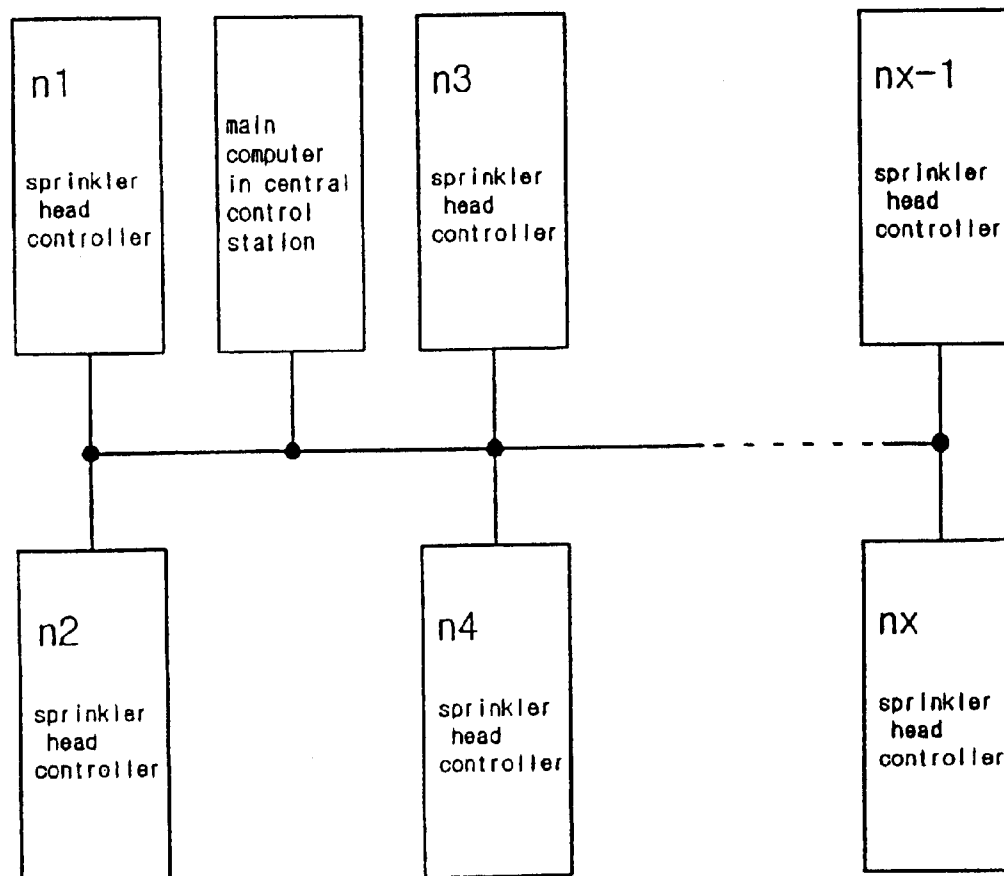 n1
sprinkler
head
controller
main
computer
in central
control
station
n3
sprinkler
head
controller
nx-1
sprinkler
head
controller
n2
sprinkler
head
controller
n4
sprinkler
head
controller
nx
sprinkler
head
controller